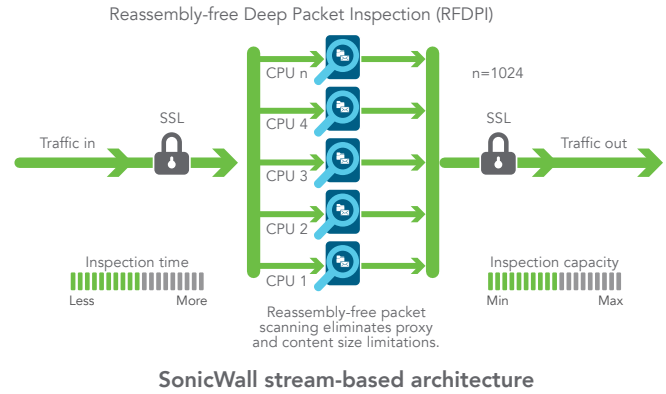 Reassembly-free Deep Packet Inspection (RFDPI)
CPU n
n=1024
SSL
CPU 4
SSL
Traffic in
Traffic out
CPU 3
CPU 2
Inspection time
Inspection capacity
CPU 1
Less
More
Min
Max
Reassembly-free packet
scanning eliminates proxy
and content size limitations.
SonicWall stream-based architecture